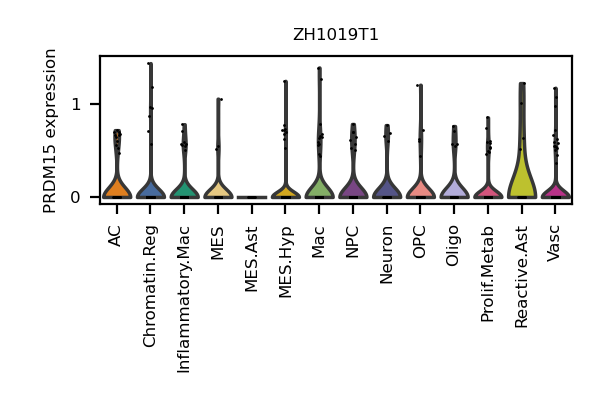 ZH1019T1
PRDM15 expression
1
0
AC
Chromatin.Reg
Inflammatory.Mac
MES
MES.Ast
MES.Hyp
Mac
NPC
Neuron
OPC
Oligo
Prolif.Metab
Reactive.Ast
Vasc